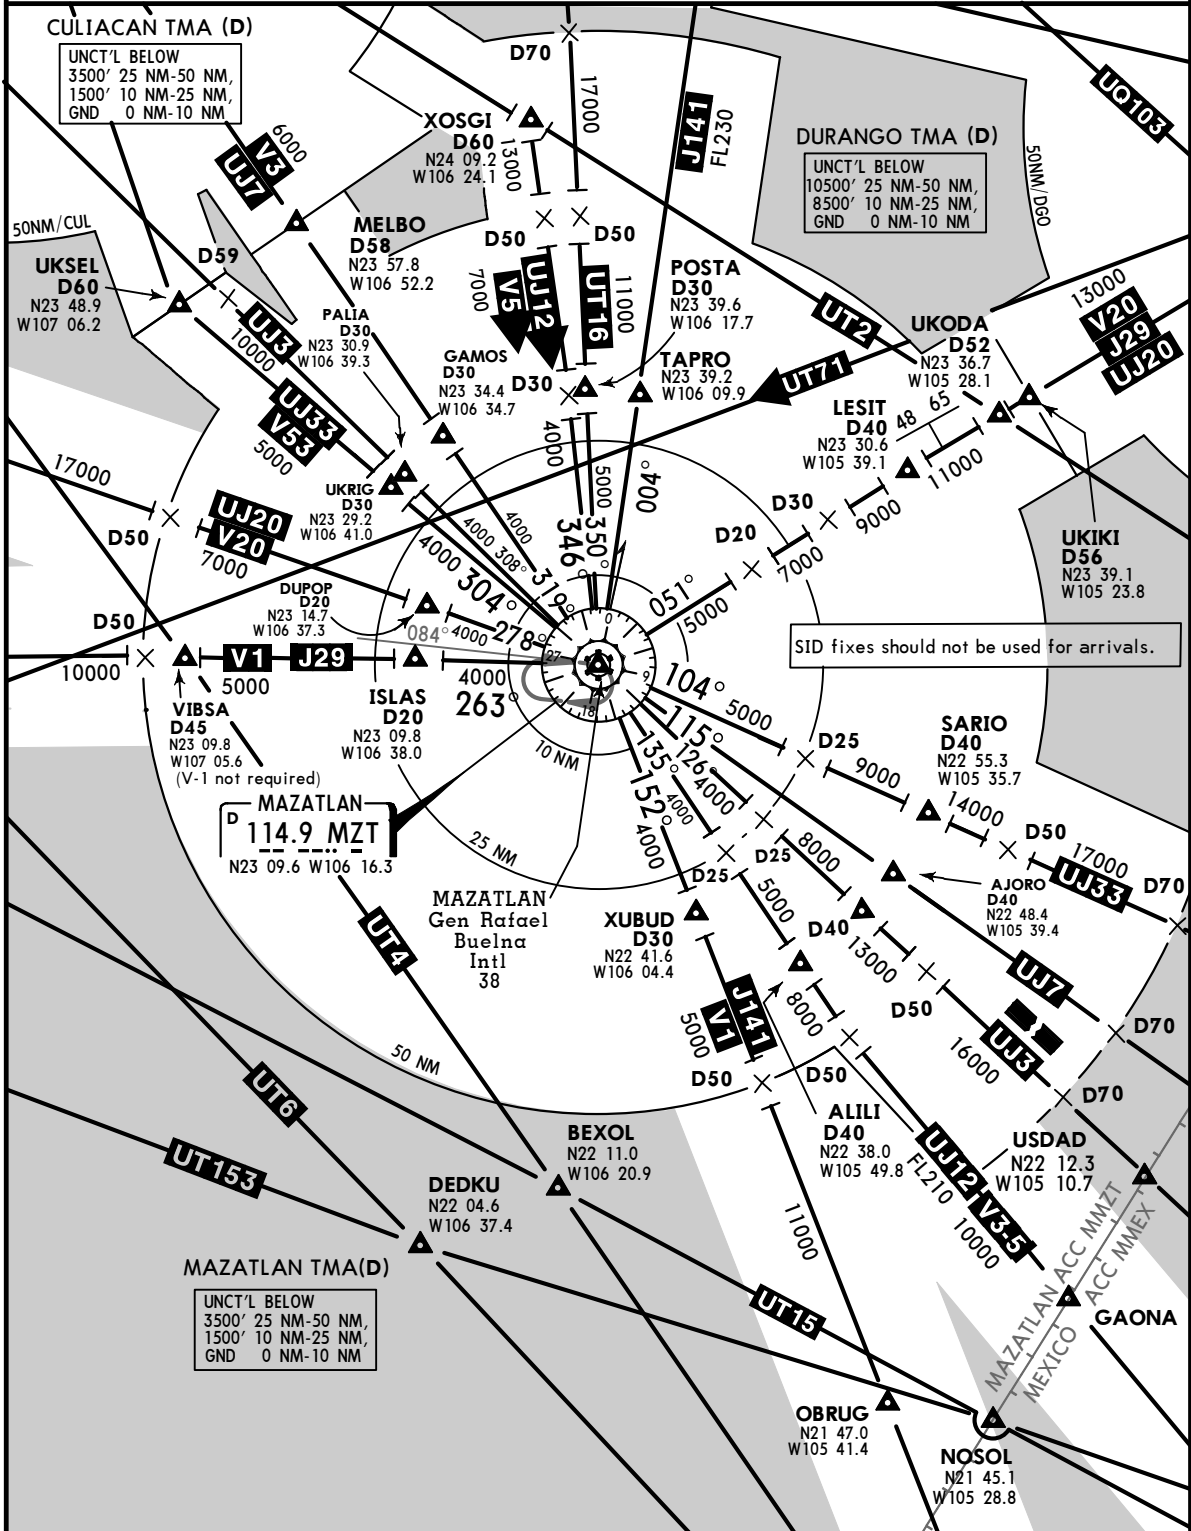 CULIACAN TMA (D)
UNCT'L BELOW
3500' 25 NM-50 NM,
1500' 10 NM-25 NM,
GND 0 NM-10 NM
D70
17000
J141
FL230
UQ103
XOSGI
D60
N24 09.2
W106 24.1
13000
DURANGO TMA (D)
UNCT'L BELOW
10500' 25 NM-50 NM,
8500' 10 NM-25 NM,
GND 0 NM-10 NM
50NM/DGO
V3
UJ7
6000
50NM/CUL
MELBO
D58
N23 57.8
W106 52.2
D59
UKSEL
D60
N23 48.9
W107 06.2
D50
D50
7000
V5
UJ12
UT16
11000
POSTA
D30
N23 39.6
W106 17.7
UT2
UKODA
D52
N23 36.7
W105 28.1
13000
V20
J29
UJ20
UJ3
10000
PALIA
D30
N23 30.9
W106 39.3
GAMOS
D30
N23 34.4
W106 34.7
D30
TAPRO
N23 39.2
W106 09.9
UT71
LESIT
D40
N23 30.6
W105 39.1
48 65
11000
UJ33
V53
5000
4000
5000
004°
17000
D50
UJ20
V20
7000
UKRIG
D30
N23 29.2
W106 41.0
4000
4000 308°
4000 304°
319°
346°
350°
D30
9000
D20
7000
UKIKI
D56
N23 39.1
W105 23.8
DUPOP
D20
N23 14.7
W106 37.3
084°
4000
278°
051°
5000
D50
10000
V1
J29
5000
4000
263°
SID fixes should not be used for arrivals.
VIBSA
D45
N23 09.8
W107 05.6
(V-1 not required)
ISLAS
D20
N23 09.8
W106 38.0
0
9
18
27
10 NM
104°
5000
115°
126°
4000
135°
4000
152°
4000
D25
9000
SARIO
D40
N22 55.3
W105 35.7
14000
D50
17000
UJ33
D70
MAZATLAN
D
114.9 MZT
N23 09.6 W106 16.3
25 NM
MAZATLAN
Gen Rafael
Buelna
Intl
38
D25
D25
8000
AJORO
D40
N22 48.4
W105 39.4
UT4
XUBUD
D30
N22 41.6
W106 04.4
5000
D40
13000
D50
UJ7
D70
J141
V1
5000
8000
UJ3
16000
D70
50 NM
D50
D50
ALILI
D40
N22 38.0
W105 49.8
UT6
UT153
BEXOL
N22 11.0
W106 20.9
USDAD
N22 12.3
W105 10.7
UJ12
V3-5
FL210
10000
11000
DEDKU
N22 04.6
W106 37.4
MAZATLAN TMA(D)
UNCT'L BELOW
3500' 25 NM-50 NM,
1500' 10 NM-25 NM,
GND 0 NM-10 NM
UT15
MAZATLAN ACC MMZT
MEXICO ACC MMEX
GAONA
OBRUG
N21 47.0
W105 41.4
NOSOL
N21 45.1
W105 28.8